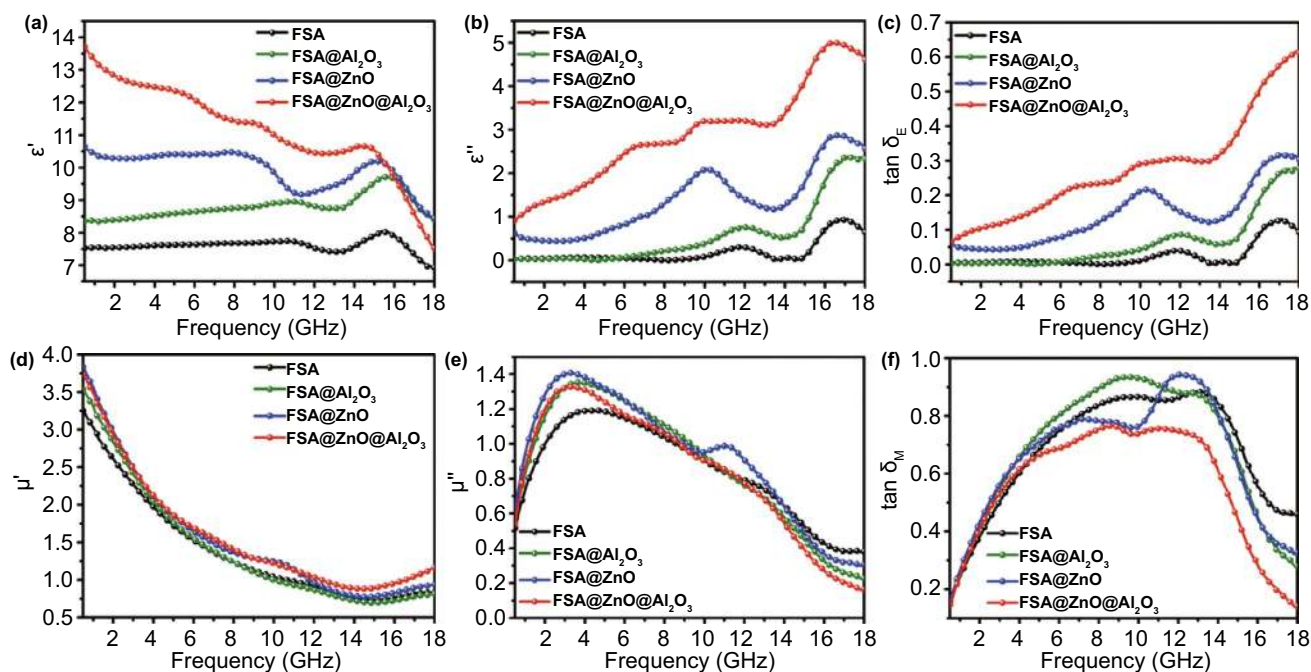 (a)
FSA
FSA@Al₂O₃
FSA@ZnO
FSA@ZnO@Al₂O₃
14
13
12
11
10
9
8
7
ε'
2 4 6 8 10 12 14 16 18
Frequency (GHz)
(b)
FSA
FSA@Al₂O₃
FSA@ZnO
FSA@ZnO@Al₂O₃
5
4
3
2
1
0
ε''
2 4 6 8 10 12 14 16 18
Frequency (GHz)
(c)
FSA
FSA@Al₂O₃
FSA@ZnO
FSA@ZnO@Al₂O₃
0.7
0.6
0.5
0.4
0.3
0.2
0.1
0.0
tan δ_E
2 4 6 8 10 12 14 16 18
Frequency (GHz)
(d)
FSA
FSA@Al₂O₃
FSA@ZnO
FSA@ZnO@Al₂O₃
4.0
3.5
3.0
2.5
2.0
1.5
1.0
0.5
μ'
2 4 6 8 10 12 14 16 18
Frequency (GHz)
(e)
1.4
1.2
1.0
0.8
0.6
0.4
0.2
0.0
μ''
FSA
FSA@Al₂O₃
FSA@ZnO
FSA@ZnO@Al₂O₃
2 4 6 8 10 12 14 16 18
Frequency (GHz)
(f)
1.0
0.8
0.6
0.4
0.2
tan δ_M
FSA
FSA@Al₂O₃
FSA@ZnO
FSA@ZnO@Al₂O₃
2 4 6 8 10 12 14 16 18
Frequency (GHz)